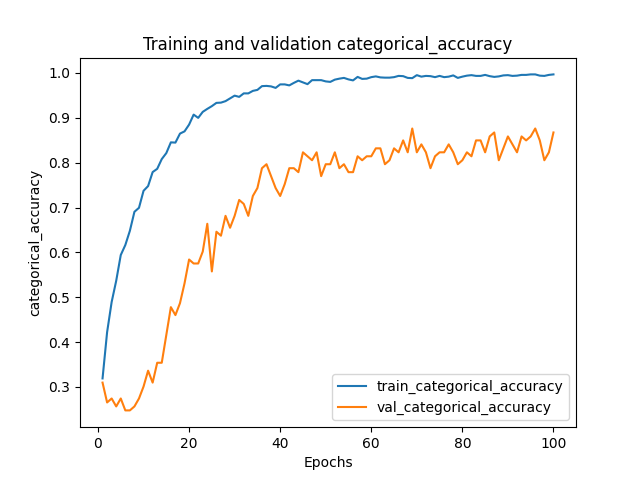 Training and validation categorical_accuracy
categorical_accuracy
1.0
0.9
0.8
0.7
0.6
0.5
0.4
0.3
0
20
40
60
80
100
Epochs
train_categorical_accuracy
val_categorical_accuracy